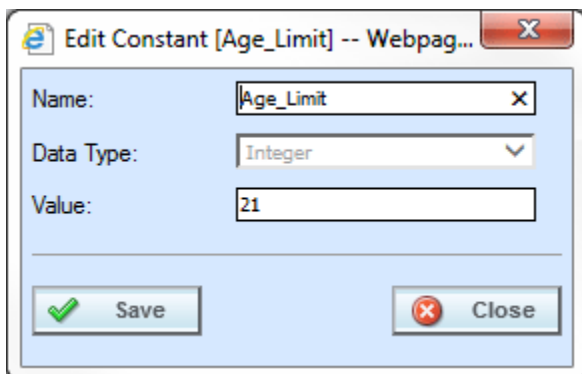 Edit Constant [Age_Limit] -- Webpag...
Name: Age_Limit
Data Type: Integer
Value: 21
Save Close